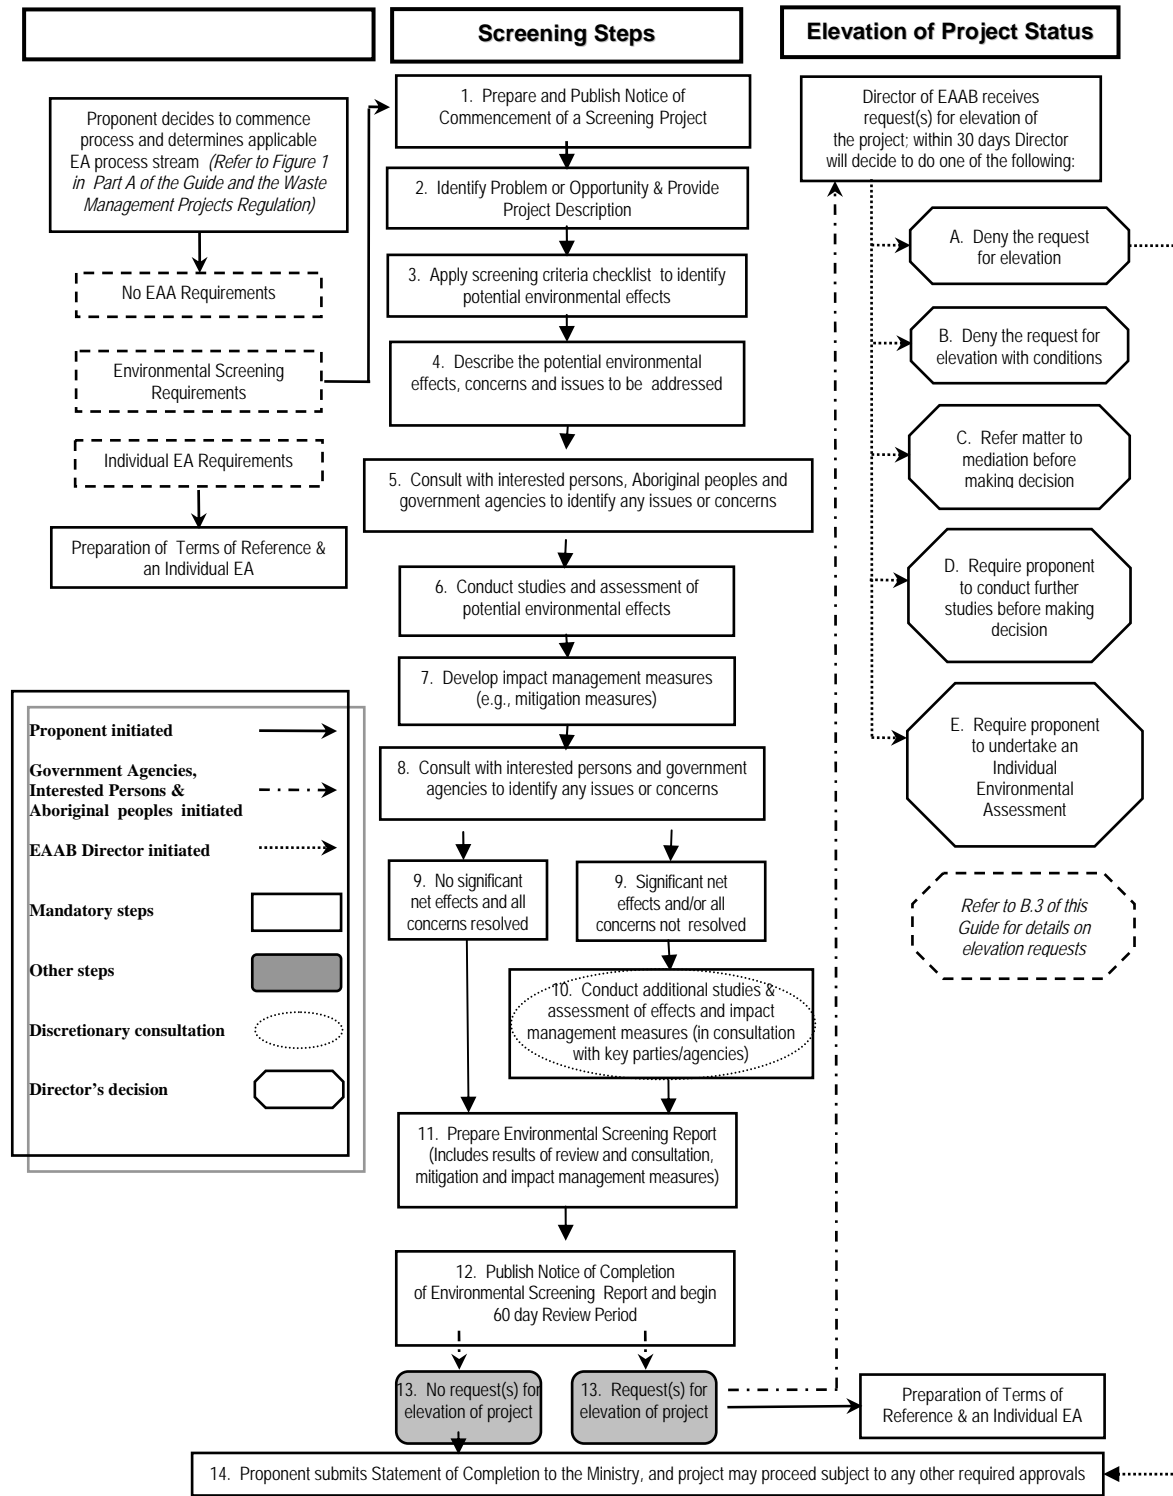 Screening Steps
Elevation of Project Status
Proponent decides to commence
process and determines applicable
EA process stream (Refer to Figure 1
in Part A of the Guide and the Waste
Management Projects Regulation)
No EAA Requirements
Environmental Screening
Requirements
Individual EA Requirements
Preparation of Terms of Reference &
an Individual EA
1. Prepare and Publish Notice of
Commencement of a Screening Project
2. Identify Problem or Opportunity & Provide
Project Description
3. Apply screening criteria checklist to identify
potential environmental effects
4. Describe the potential environmental
effects, concerns and issues to be addressed
5. Consult with interested persons, Aboriginal peoples and
government agencies to identify any issues or concerns
6. Conduct studies and assessment of
potential environmental effects
7. Develop impact management measures
(e.g., mitigation measures)
8. Consult with interested persons and government
agencies to identify any issues or concerns
9. No significant
net effects and all
concerns resolved
9. Significant net
effects and/or all
concerns not resolved
10. Conduct additional studies &
assessment of effects and impact
management measures (in consultation
with key parties/agencies)
11. Prepare Environmental Screening Report
(Includes results of review and consultation,
mitigation and impact management measures)
12. Publish Notice of Completion
of Environmental Screening Report and begin
60 day Review Period
13. No request(s) for
elevation of project
13. Request(s) for
elevation of project
Preparation of Terms of
Reference & an Individual EA
14. Proponent submits Statement of Completion to the Ministry, and project may proceed subject to any other required approvals
Director of EAAB receives
request(s) for elevation of
the project; within 30 days Director
will decide to do one of the following:
A. Deny the request
for elevation
B. Deny the request for
elevation with conditions
C. Refer matter to
mediation before
making decision
D. Require proponent
to conduct further
studies before making
decision
E. Require proponent
to undertake an
Individual
Environmental
Assessment
Refer to B.3 of this
Guide for details on
elevation requests
Proponent initiated
Government Agencies,
Interested Persons &
Aboriginal peoples initiated
EAAB Director initiated
Mandatory steps
Other steps
Discretionary consultation
Director's decision